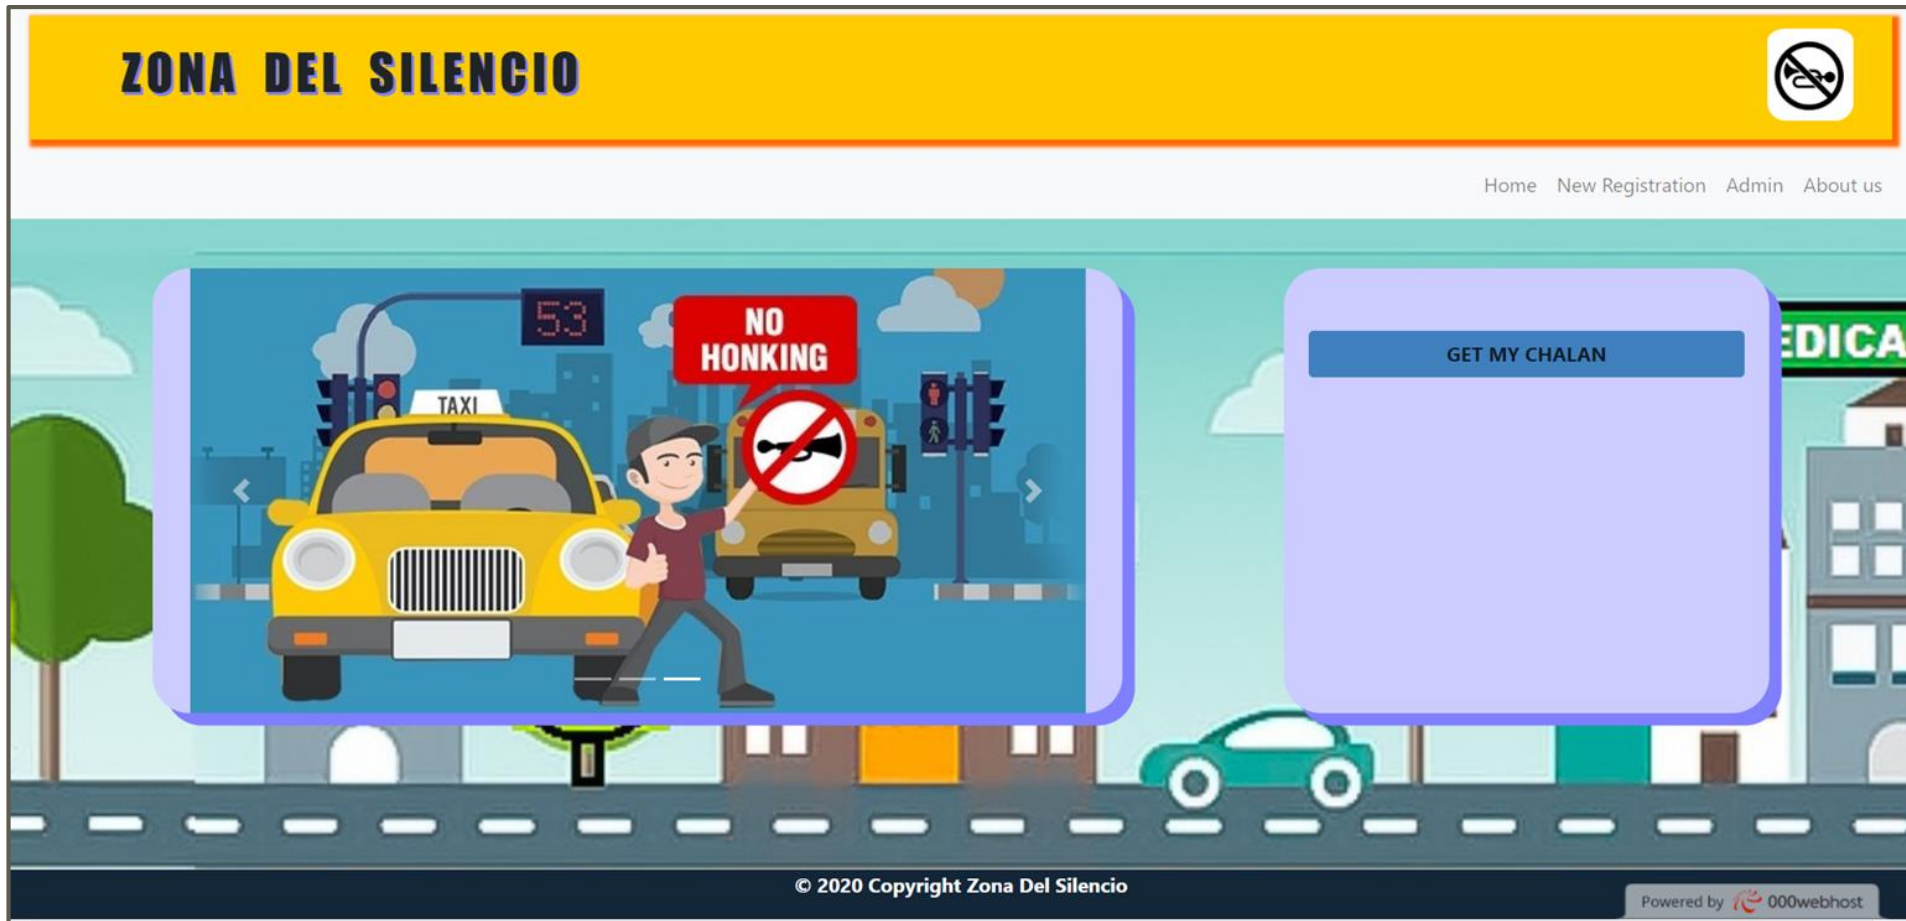 ZONA DEL SILENCIO
Home New Registration Admin About us
53
NO
HONKING
TAXI
GET MY CHALAN
EDICA
© 2020 Copyright Zona Del Silencio
Powered by 000webhost